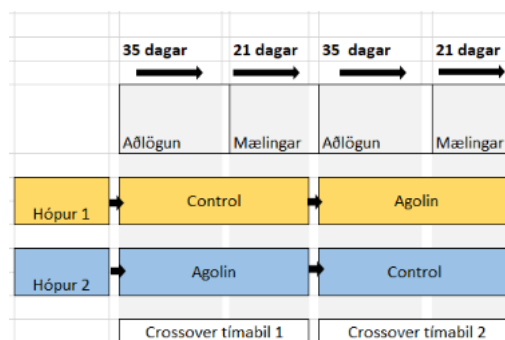 35 dagar 21 dagar 35 dagar 21 dagar
Aðlögun Mælingar Aðlögun Mælingar
Hópur 1 Control Agolin
Hópur 2 Agolin Control
Crossover tímabil 1 Crossover tímabil 2